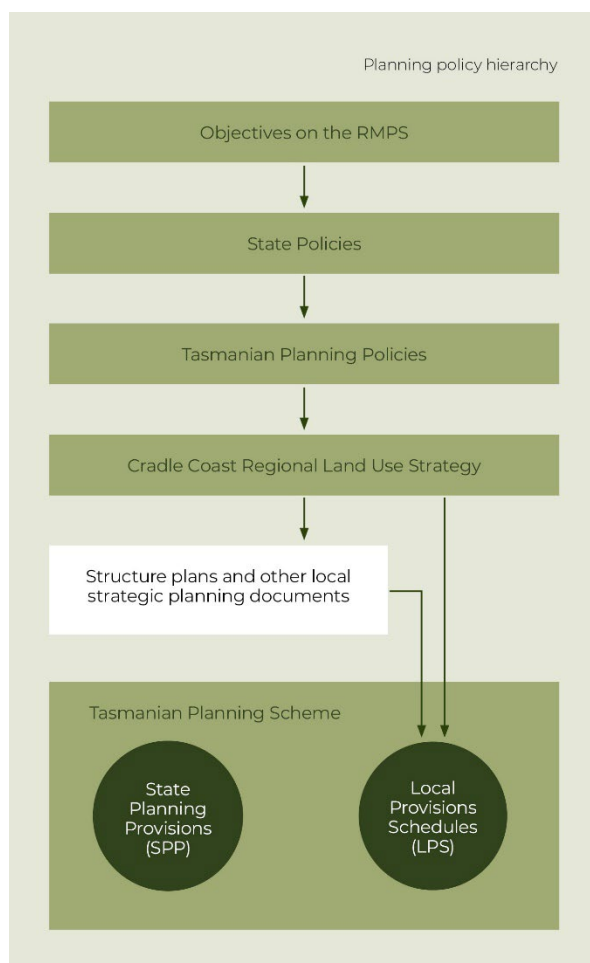 Planning policy hierarchy
Objectives on the RMPS
State Policies
Tasmanian Planning Policies
Cradle Coast Regional Land Use Strategy
Structure plans and other local
strategic planning documents
Tasmanian Planning Scheme
State
Planning
Provisions
(SPP)
Local
Provisions
Schedules
(LPS)